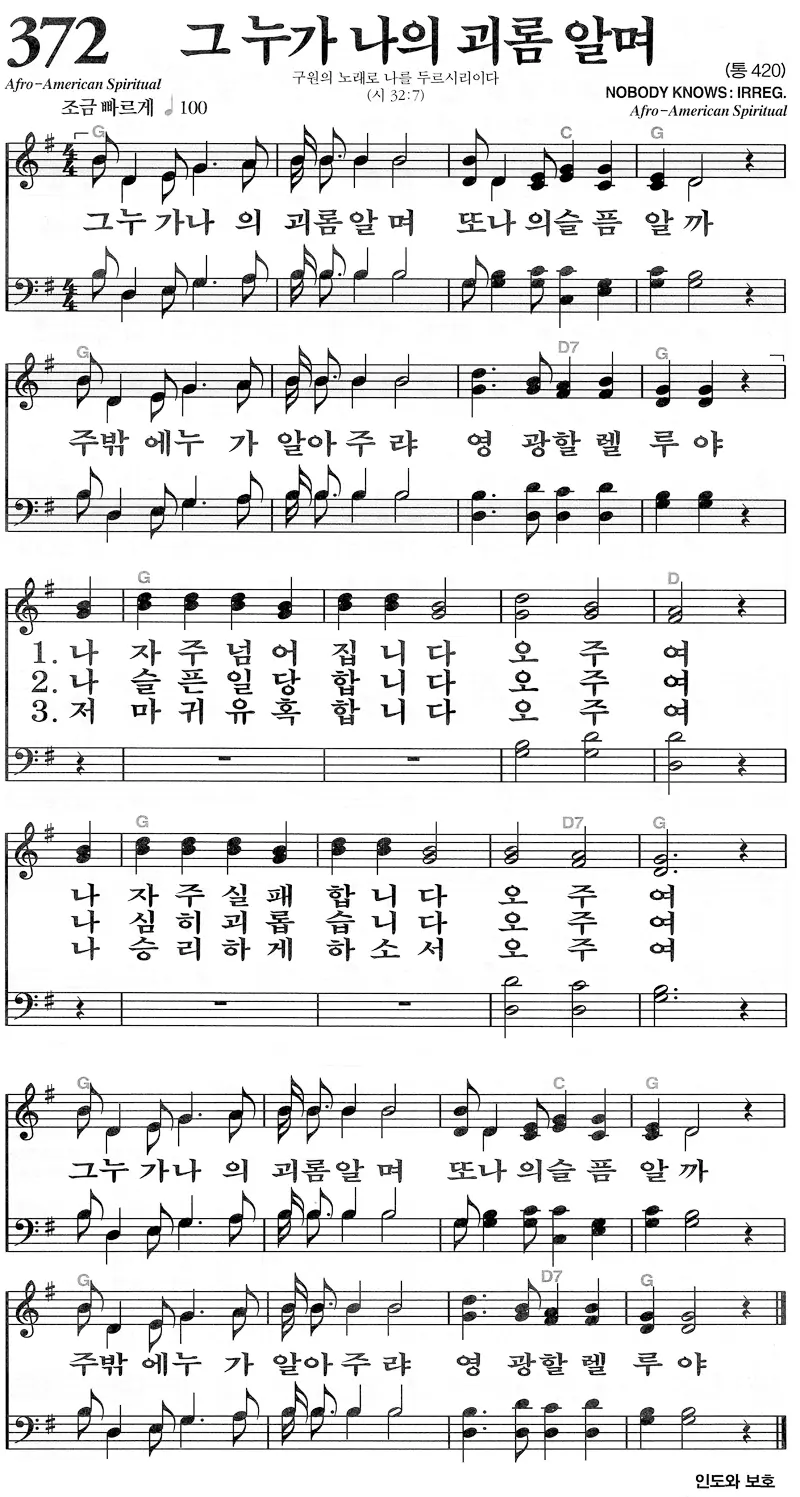 372 그 누가 나의 괴롬 알며
(통 420)
Afro-American Spiritual
구원의 노래로 나를 두르시리이다
NOBODY KNOWS: IRREG.
조금 빠르게 ♩100
(시 32:7)
Afro-American Spiritual
G C G
그누 가나 의 괴롬알 며 또나 의슬 픔 알 까
G D7 G
주밖 에누 가 알아 주 랴 영 광할 렐 루 야
G D
1. 나 자 주 넘 어 집 니 다 오 주 여
2. 나 슬 픈 일 당 합 니 다 오 주 여
3. 저 마 귀 유 혹 합 니 다 오 주 여
G D7 G
나 자 주 실 패 합 니 다 오 주 여
나 심 히 괴 롭 습 니 다 오 주 여
나 승 리 하 게 하 소 서 오 주 여
G C G
그누 가나 의 괴롬알 며 또나 의슬 픔 알 까
G D7 G
주밖 에누 가 알아 주 랴 영 광할 렐 루 야
인도와 보호